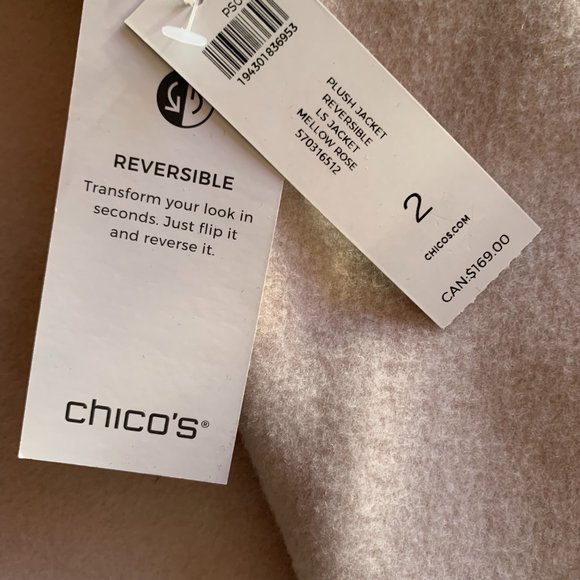 REVERSIBLE
Transform your look in
seconds. Just flip it
and reverse it.
chico's®
194301836953
PLUSH JACKET
REVERSIBLE
LS JACKET
MELLOW ROSE
570316512
2
CHICOS.COM
CAN:$169.00